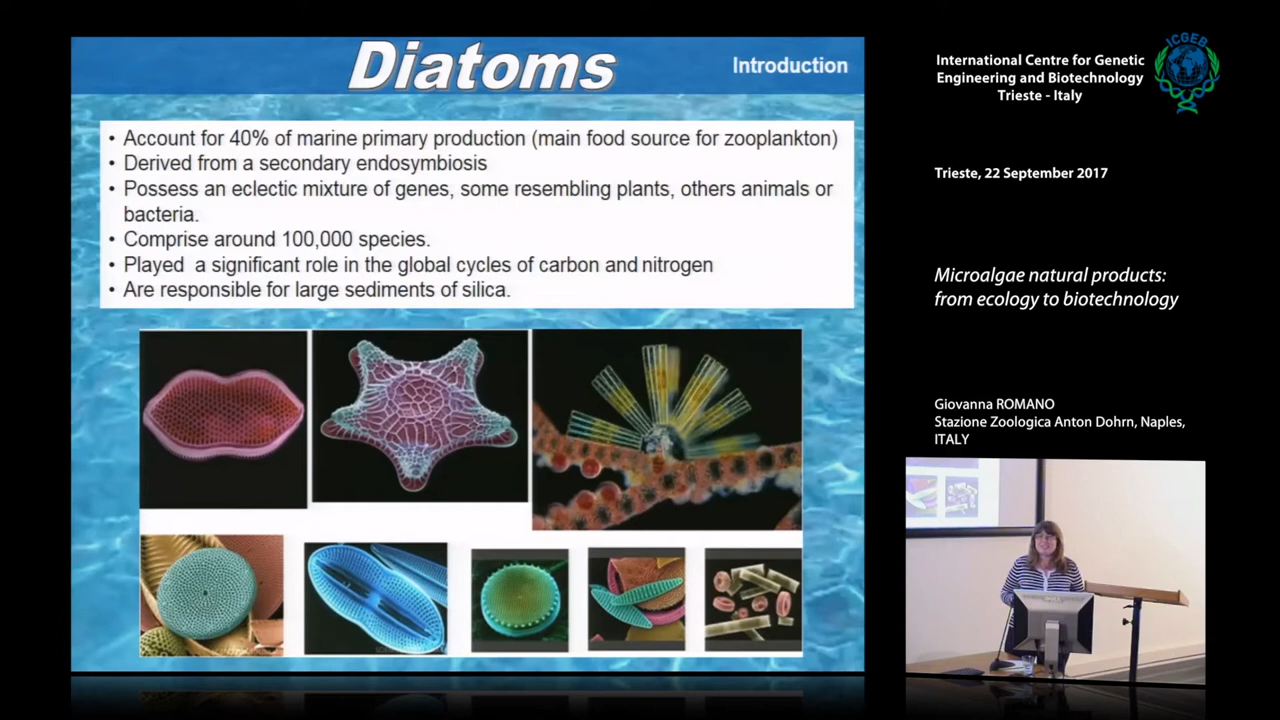 Diatoms
Introduction
• Account for 40% of marine primary production (main food source for zooplankton)
• Derived from a secondary endosymbiosis
• Possess an eclectic mixture of genes, some resembling plants, others animals or
bacteria.
• Comprise around 100,000 species.
• Played a significant role in the global cycles of carbon and nitrogen
• Are responsible for large sediments of silica.
International Centre for Genetic
Engineering and Biotechnology
Trieste - Italy
ICGEB
Trieste, 22 September 2017
Microalgae natural products:
from ecology to biotechnology
Giovanna ROMANO
Stazione Zoologica Anton Dohrn, Naples,
ITALY